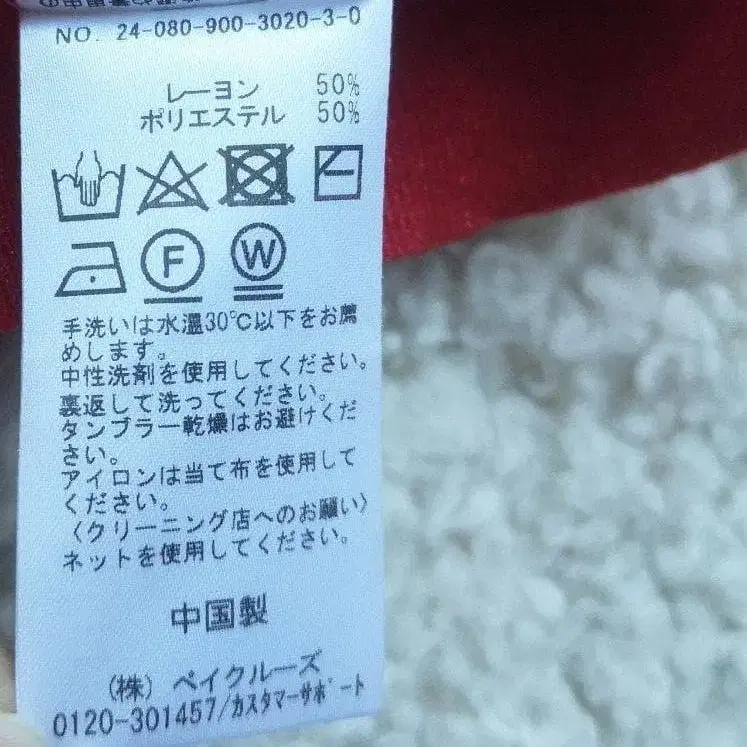 NO. 24-080-900-3020-3-0
レーヨン 50%
ポリエステル 50%
F W
手洗いは水温30℃以下をお薦
めします。
中性洗剤を使用してください。
裏返して洗ってください。
タンブラー乾燥はお避けくだ
さい。
アイロンは当て布を使用して
ください。
〈クリーニング店へのお願い〉
ネットを使用してください。
中国製
(株) ベイクルーズ
0120-301457/カスタマーサポート